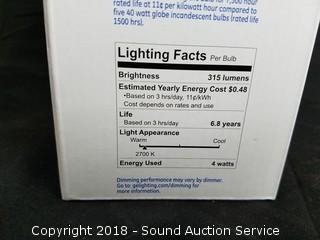 rated life at 11¢ per kilowatt hour compared to
five 40 watt globe incandescent bulbs (rated life
1500 hrs).
Lighting Facts Per Bulb
Brightness 315 lumens
Estimated Yearly Energy Cost $0.48
•Based on 3 hrs/day, 11¢/kWh
Cost depends on rates and use
Life
Based on 3 hrs/day 6.8 years
Light Appearance
Warm Cool
2700 K
Energy Used 4 watts
Dimming performance may vary by dimmer.
Go to: gelighting.com/dimming for
more information.
Copyright 2018 - Sound Auction Service